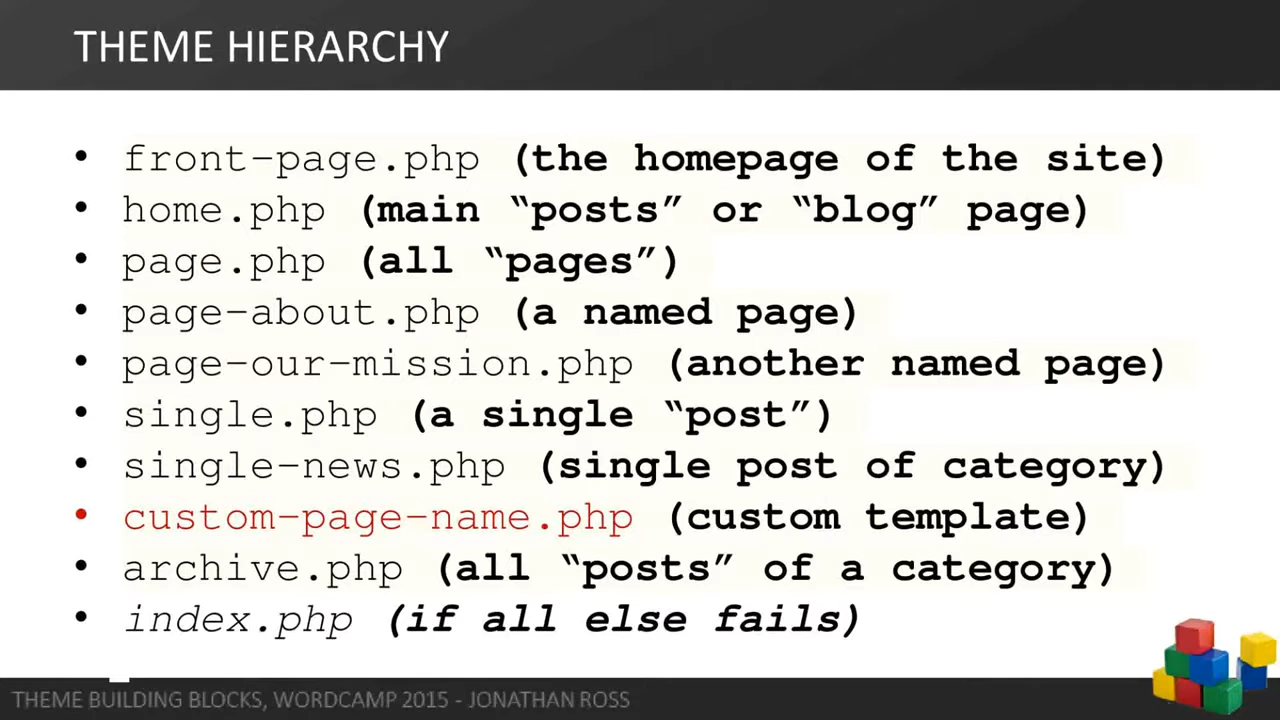 THEME HIERARCHY
• front-page.php (the homepage of the site)
• home.php (main “posts” or “blog” page)
• page.php (all “pages”)
• page-about.php (a named page)
• page-our-mission.php (another named page)
• single.php (a single “post”)
• single-news.php (single post of category)
• custom-page-name.php (custom template)
• archive.php (all “posts” of a category)
• index.php (if all else fails)
THEME BUILDING BLOCKS, WORDCAMP 2015 - JONATHAN ROSS